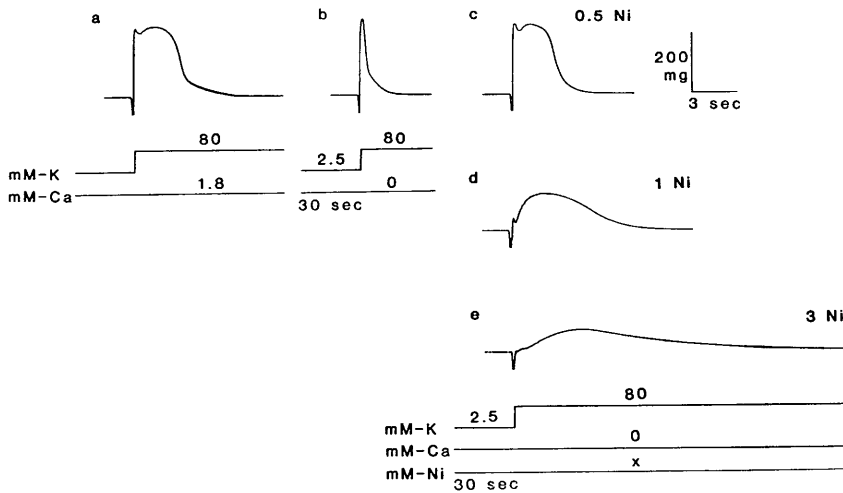 a
b
c
0.5 Ni
200
mg
3 sec
80
mM-K
1.8
mM-Ca
2.5
80
0
30 sec
d
1 Ni
e
3 Ni
80
2.5
mM-K
0
mM-Ca
x
mM-Ni
30 sec